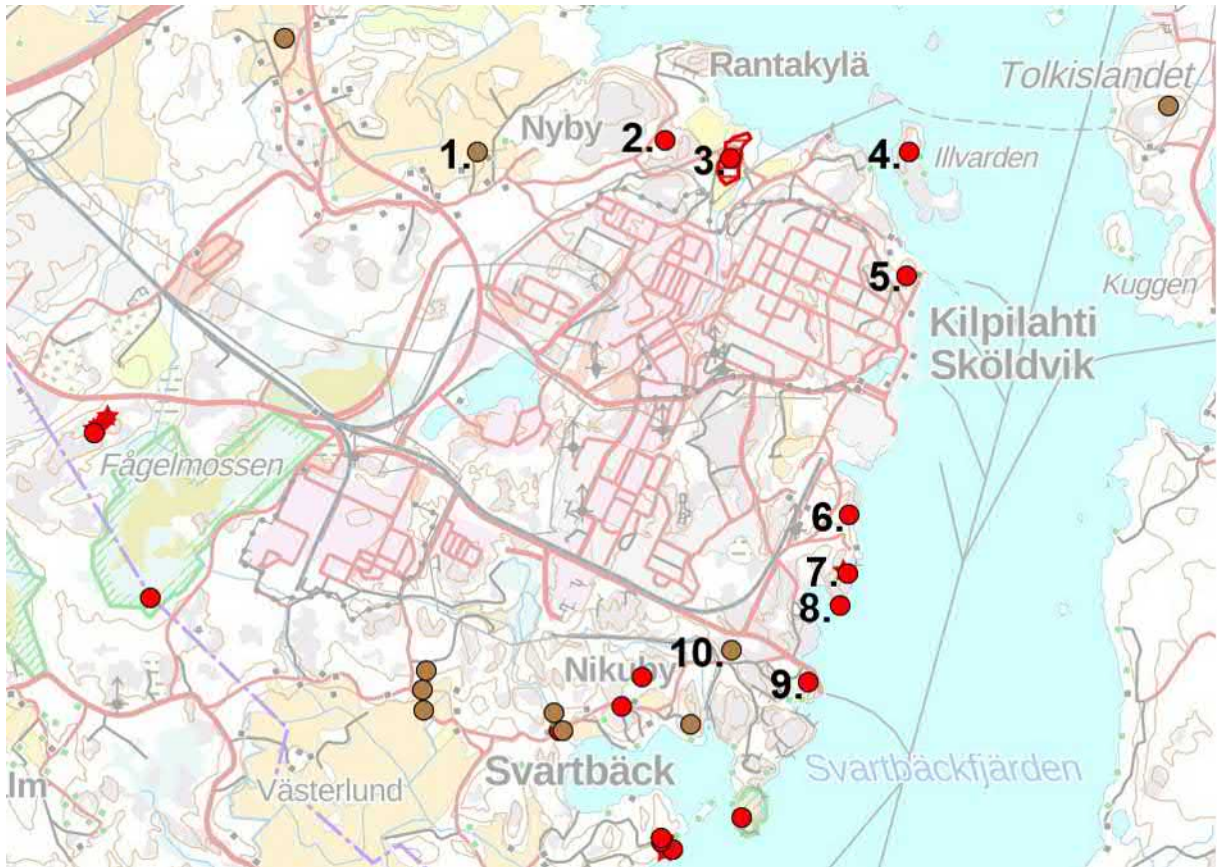 Rantakylä
Tolkislandet
Nyby
1.
2.
3.
4.
Illvarden
5.
Kuggen
Kilpilahti
Sköldvik
Fågelmossen
6.
7.
8.
10.
Nikuby
9.
Svartbäck
Svartbäckfjärden
lm
Västerlund